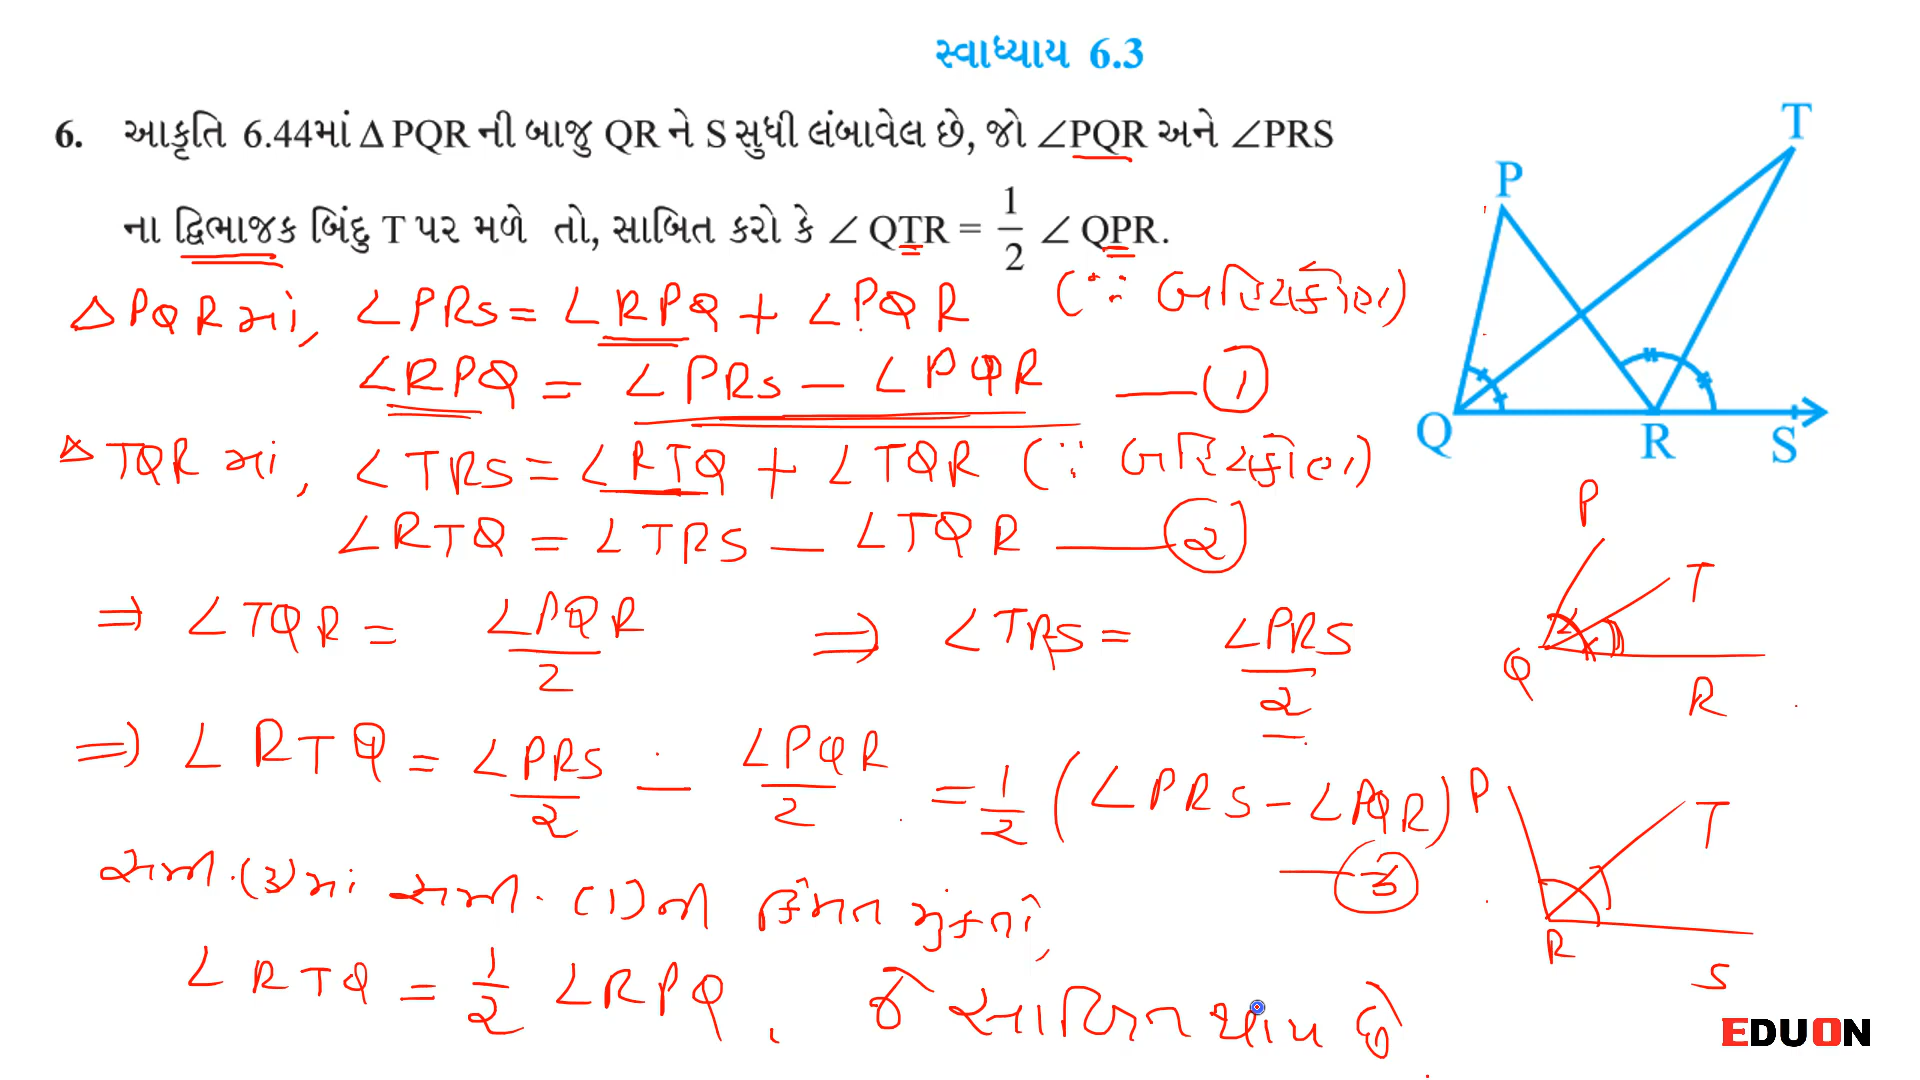 સ્વાધ્યાય 6.3
6. આકૃતિ 6.44માં Δ PQR ની બાજુ QR ને S સુધી લંબાવેલ છે, જો ∠PQR અને ∠PRS
ના દ્વિભાજક બિંદુ T પર મળે તો, સાબિત કરો કે ∠ QTR = 1/2 ∠ QPR.
T
P
Q R S
Δ PQR માં, ∠PRS = ∠RPQ + ∠PQR (∵ બહિષ્કોણ)
∠RPQ = ∠PRS − ∠PQR — (1)
Δ TQR માં, ∠TRS = ∠RTQ + ∠TQR (∵ બહિષ્કોણ)
∠RTQ = ∠TRS − ∠TQR — (2)
⇒ ∠TQR = ∠PQR/2 ⇒ ∠TRS = ∠PRS/2
P
T
Q R
⇒ ∠RTQ = ∠PRS/2 − ∠PQR/2 = 1/2 (∠PRS − ∠PQR)
— (3)
P
T
R
S
સમી. (3)માં સમી. (1)ની કિંમત મુકતાં,
∠RTQ = 1/2 ∠RPQ, જે સાબિત થાય છે.
EDUON